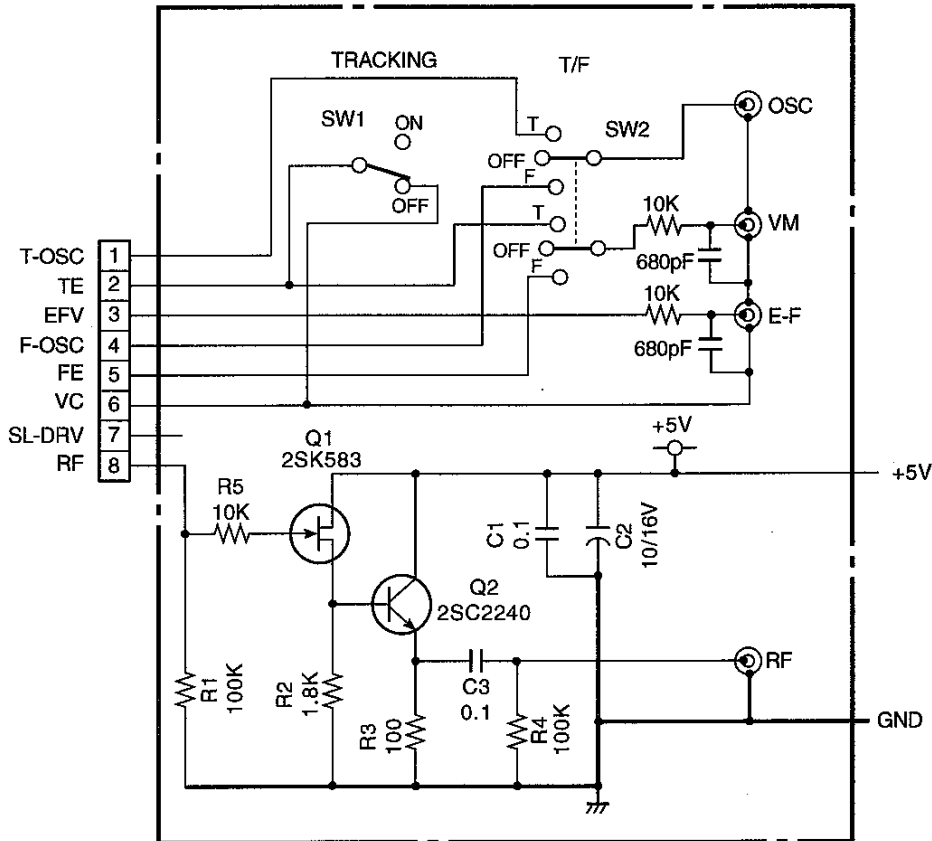 TRACKING
T/F
OSC
SW1
ON
T
SW2
OFF
F
OFF
10K
T
VM
OFF
680pF
F
10K
E-F
680pF
T-OSC 1
TE 2
EFV 3
F-OSC 4
FE 5
VC 6
SL-DRV 7
RF 8
+5V
+5V
Q1
2SK583
R5
10K
C1
0.1
C2
10/16V
Q2
2SC2240
RF
R1
100K
R2
1.8K
C3
0.1
R3
100
R4
100K
GND